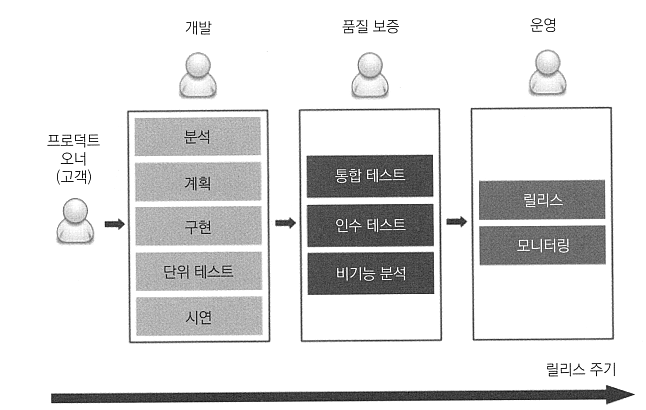 개발
품질 보증
운영
프로덕트
오너
(고객)
분석
계획
구현
단위 테스트
시연
통합 테스트
인수 테스트
비기능 분석
릴리스
모니터링
릴리스 주기